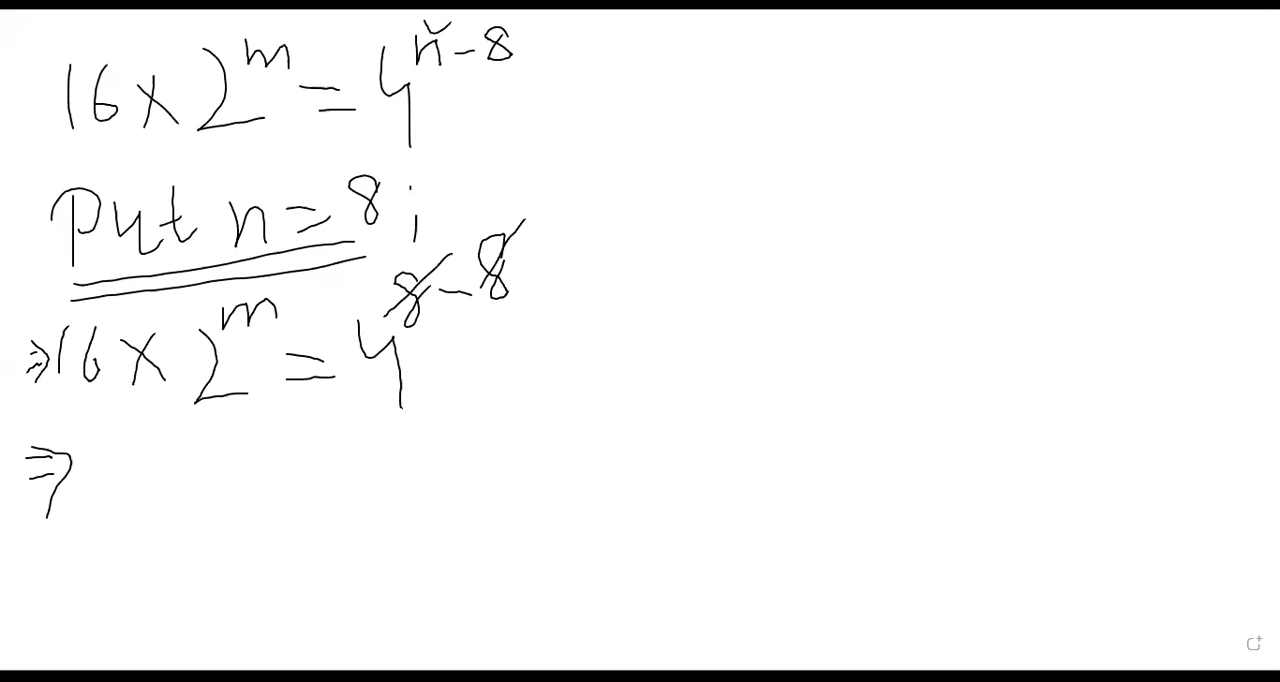 16 × 2^m = 4^n-8
Put n = 8 ;
⇒ 16 × 2^m = 4^8-8
⇒